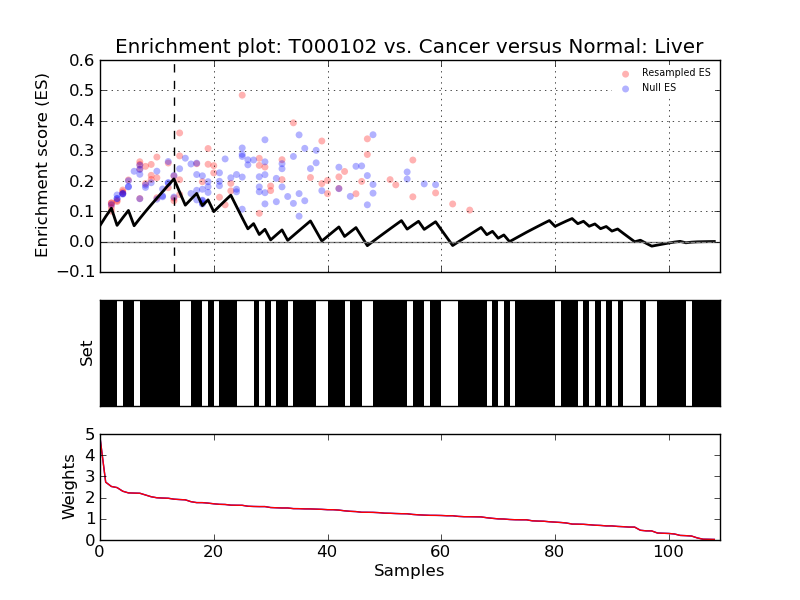 Enrichment plot: T000102 vs. Cancer versus Normal: Liver
Enrichment score (ES)
0.6
0.5
0.4
0.3
0.2
0.1
0.0
−0.1
Resampled ES
Null ES
Set
Weights
5
4
3
2
1
0
0 20 40 60 80 100
Samples